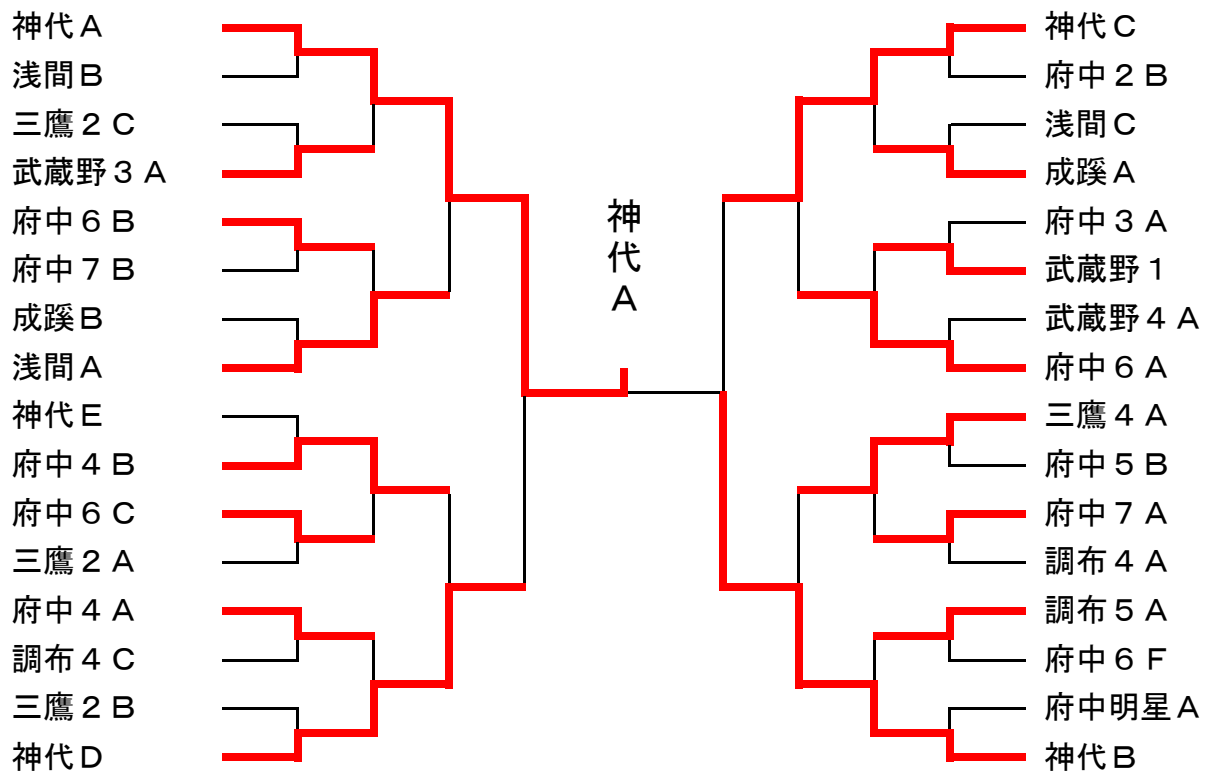 神代Ａ
浅間Ｂ
三鷹２Ｃ
武蔵野３Ａ
府中６Ｂ
府中７Ｂ
成蹊Ｂ
浅間Ａ
神代Ｅ
府中４Ｂ
府中６Ｃ
三鷹２Ａ
府中４Ａ
調布４Ｃ
三鷹２Ｂ
神代Ｄ
神代Ａ
神代Ｃ
府中２Ｂ
浅間Ｃ
成蹊Ａ
府中３Ａ
武蔵野１
武蔵野４Ａ
府中６Ａ
三鷹４Ａ
府中５Ｂ
府中７Ａ
調布４Ａ
調布５Ａ
府中６Ｆ
府中明星Ａ
神代Ｂ